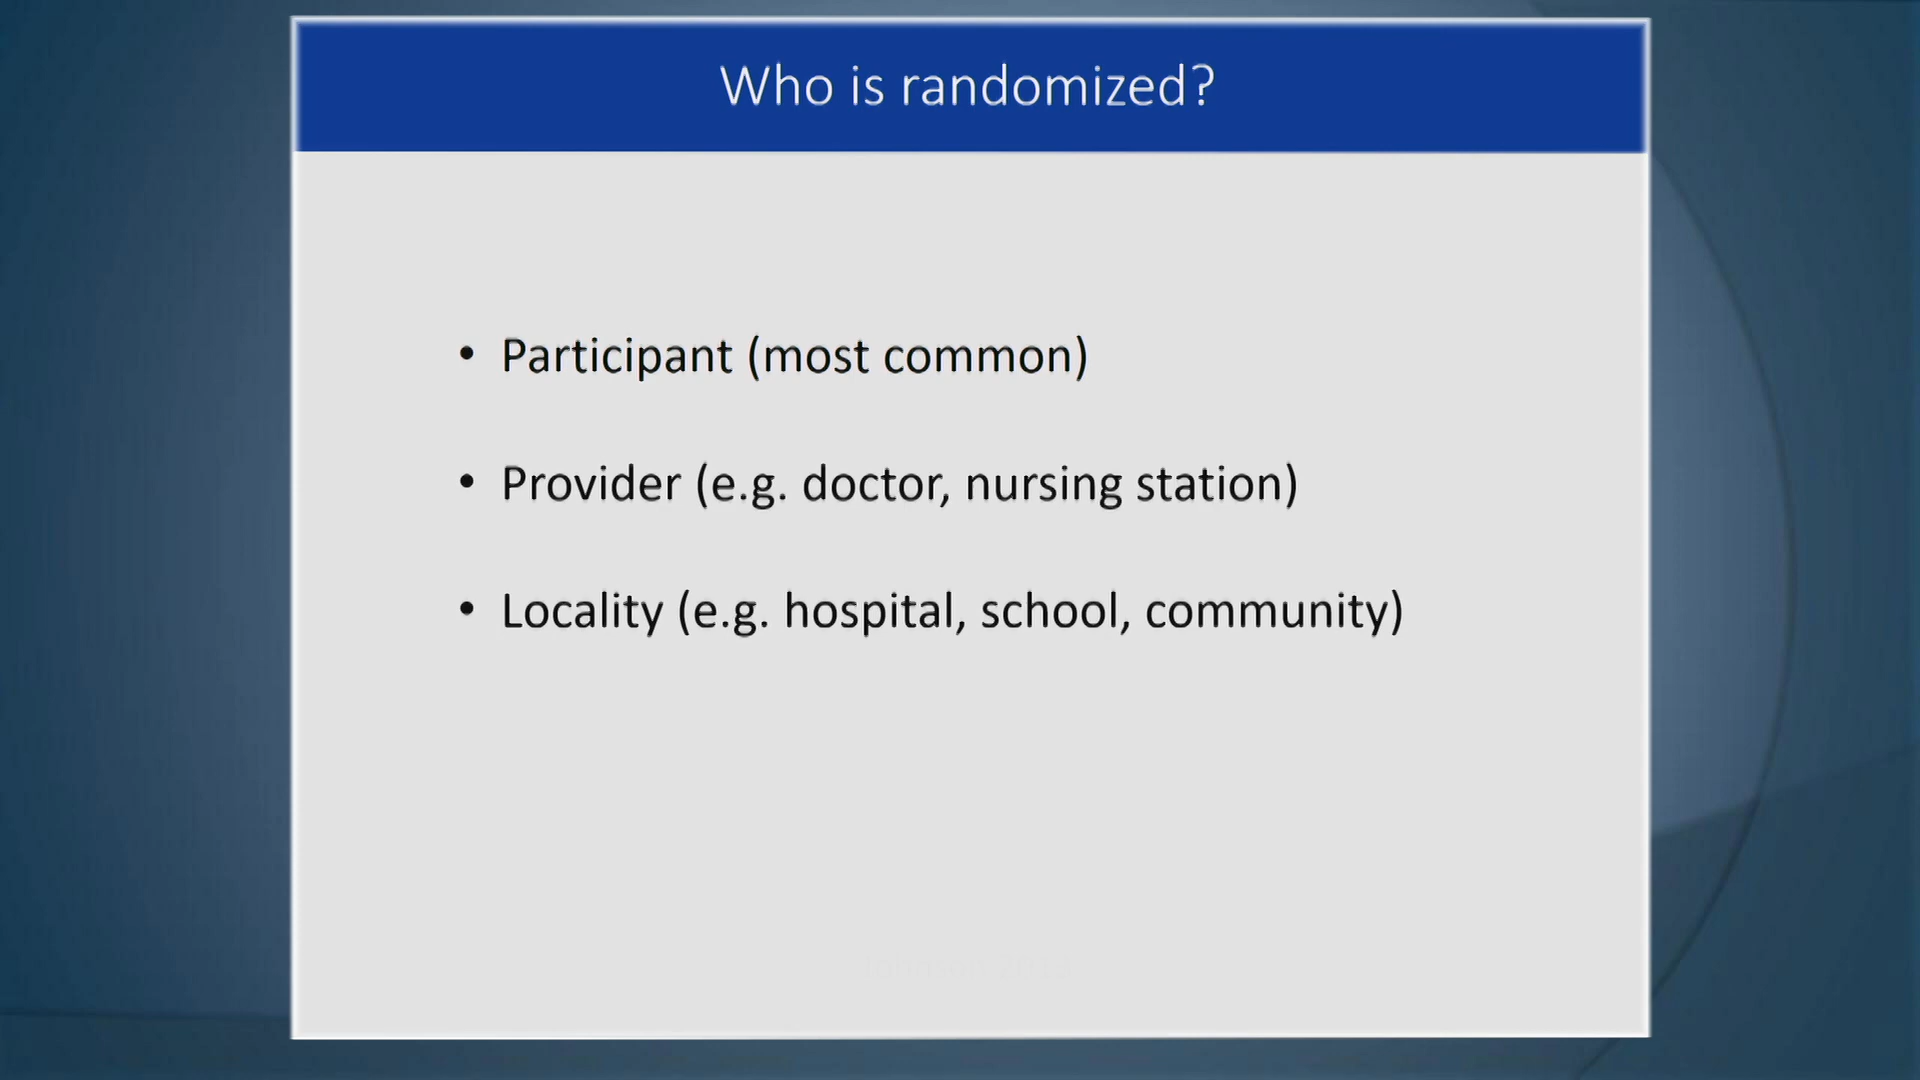 Who is randomized?
• Participant (most common)
• Provider (e.g. doctor, nursing station)
• Locality (e.g. hospital, school, community)